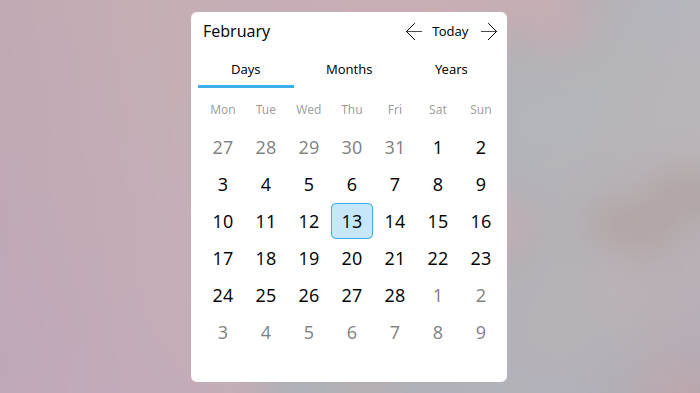 February Today
Days Months Years
Mon Tue Wed Thu Fri Sat Sun
27 28 29 30 31 1 2
3 4 5 6 7 8 9
10 11 12 13 14 15 16
17 18 19 20 21 22 23
24 25 26 27 28 1 2
3 4 5 6 7 8 9